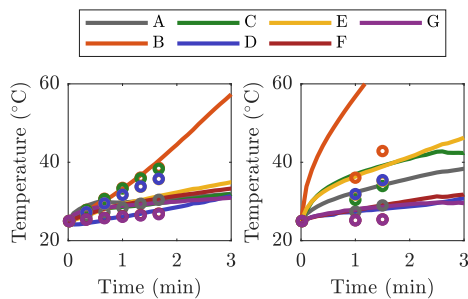 A C E G
B D F
60
40
20
0 1 2 3
Temperature (°C)
Time (min)
60
40
20
0 1 2 3
Temperature (°C)
Time (min)